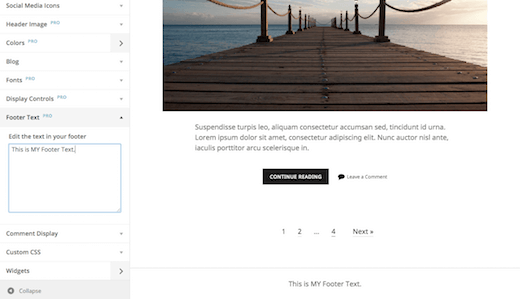 Social Media Icons
Header Image PRO
Colors PRO
Blog
Fonts PRO
Display Controls PRO
Footer Text PRO
Edit the text in your footer
This is MY Footer Text.
Comment Display
Custom CSS
Widgets
Collapse
Suspendisse turpis leo, aliquam consectetur accumsan sed, tincidunt id urna.
Lorem ipsum dolor sit amet, consectetur adipiscing elit. Nunc auctor nisl ante,
iaculis porttitor arcu scelerisque in.
CONTINUE READING Leave a Comment
1 2 ... 4 Next »
This is MY Footer Text.